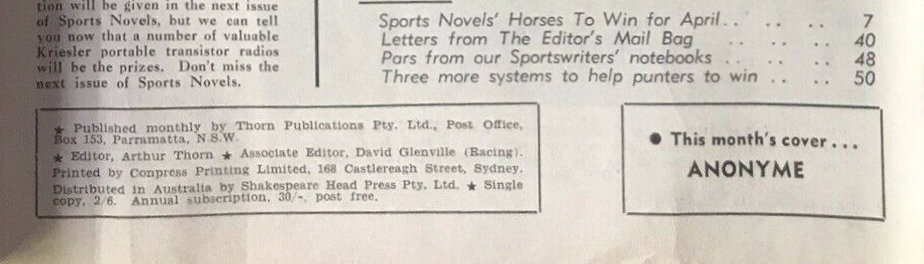 tion will be given in the next issue
of Sports Novels, but we can tell
you now that a number of valuable
Kriesler portable transistor radios
will be the prizes. Don't miss the
next issue of Sports Novels.
Sports Novels' Horses To Win for April.. .. .. .. 7
Letters from The Editor's Mail Bag .. .. .. 40
Pars from our Sportswriters' notebooks .. .. .. 48
Three more systems to help punters to win .. .. 50
★ Published monthly by Thorn Publications Pty. Ltd., Post Office,
Box 153, Parramatta, N.S.W.
★ Editor, Arthur Thorn ★ Associate Editor, David Glenville (Racing).
Printed by Conpress Printing Limited, 168 Castlereagh Street, Sydney.
Distributed in Australia by Shakespeare Head Press Pty. Ltd. ★ Single
copy, 2/6. Annual subscription, 30/-, post free.
● This month's cover...
ANONYME